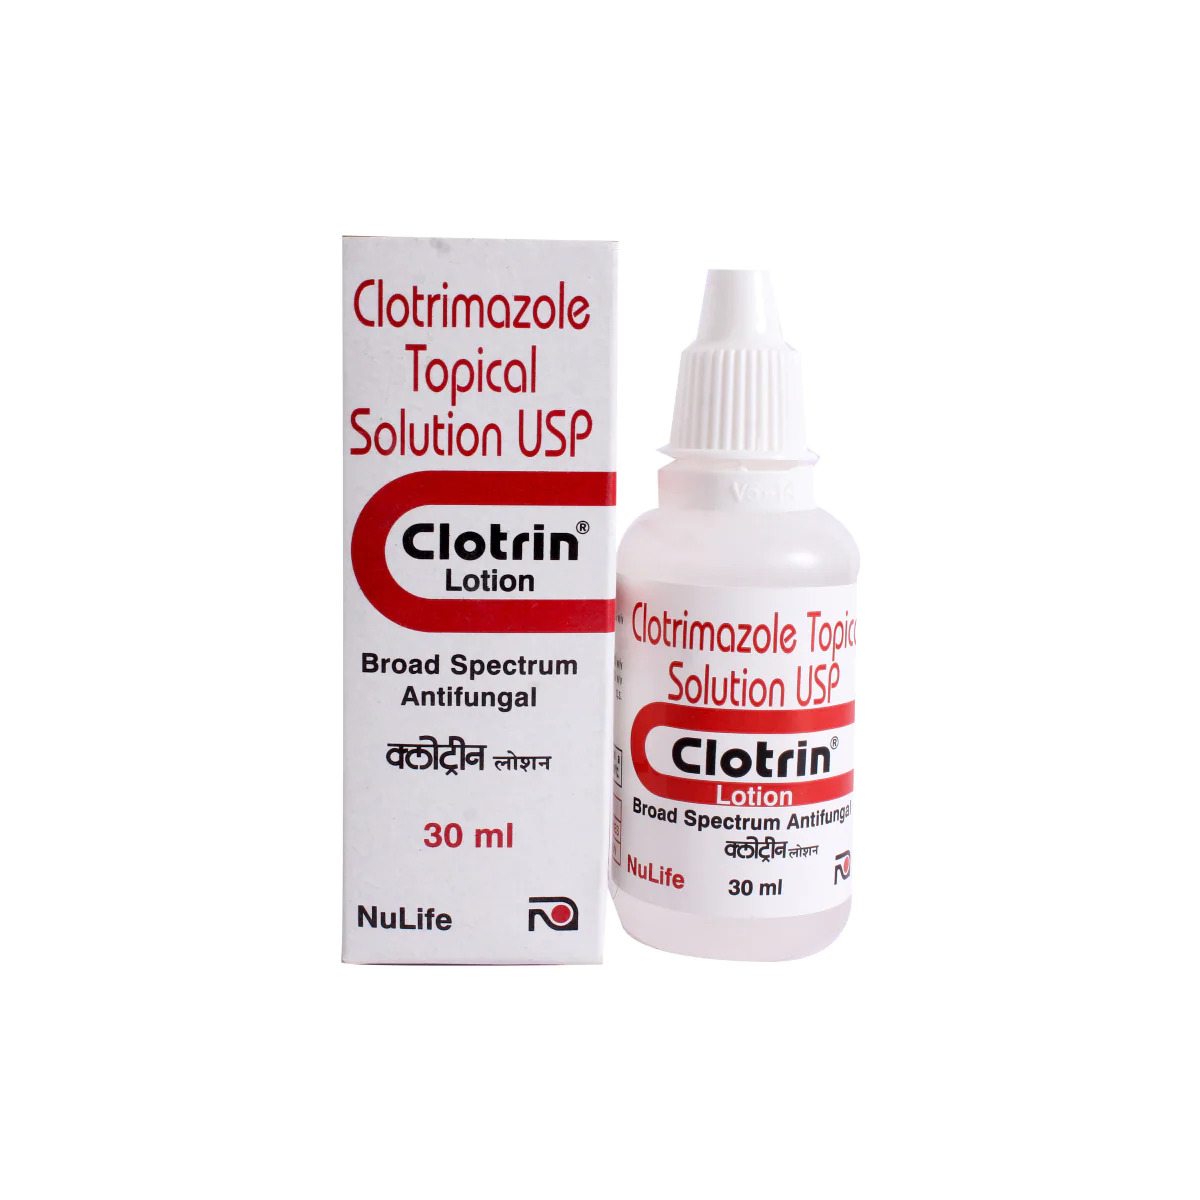 Clotrimazole
Topical
Solution USP
Clotrin®
Lotion
Broad Spectrum
Antifungal
क्लोट्रीन लोशन
30 ml
NuLife
Clotrimazole Topic
Solution USP
Clotrin®
Lotion
Broad Spectrum Antifungal
क्लोट्रीन लोशन
NuLife
30 ml